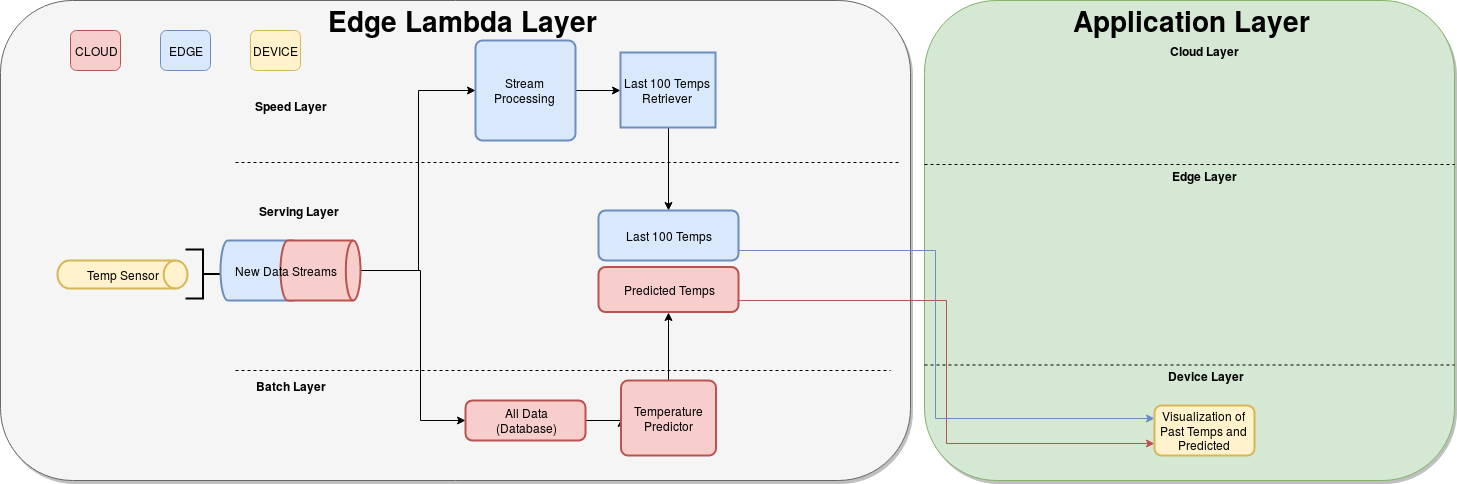 Edge Lambda Layer
CLOUD
EDGE
DEVICE
Speed Layer
Stream
Processing
Last 100 Temps
Retriever
Serving Layer
Temp Sensor
New Data Streams
Last 100 Temps
Predicted Temps
Batch Layer
All Data
(Database)
Temperature
Predictor
Application Layer
Cloud Layer
Edge Layer
Device Layer
Visualization of
Past Temps and
Predicted